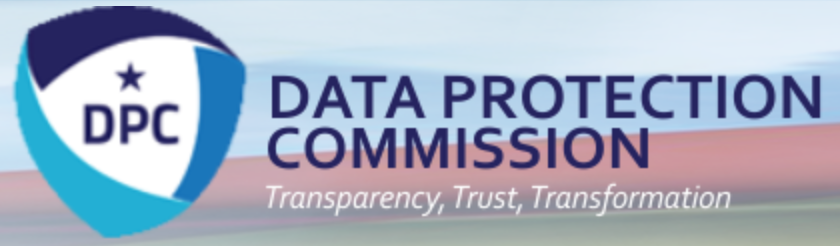 DPC
DATA PROTECTION
COMMISSION
Transparency, Trust, Transformation